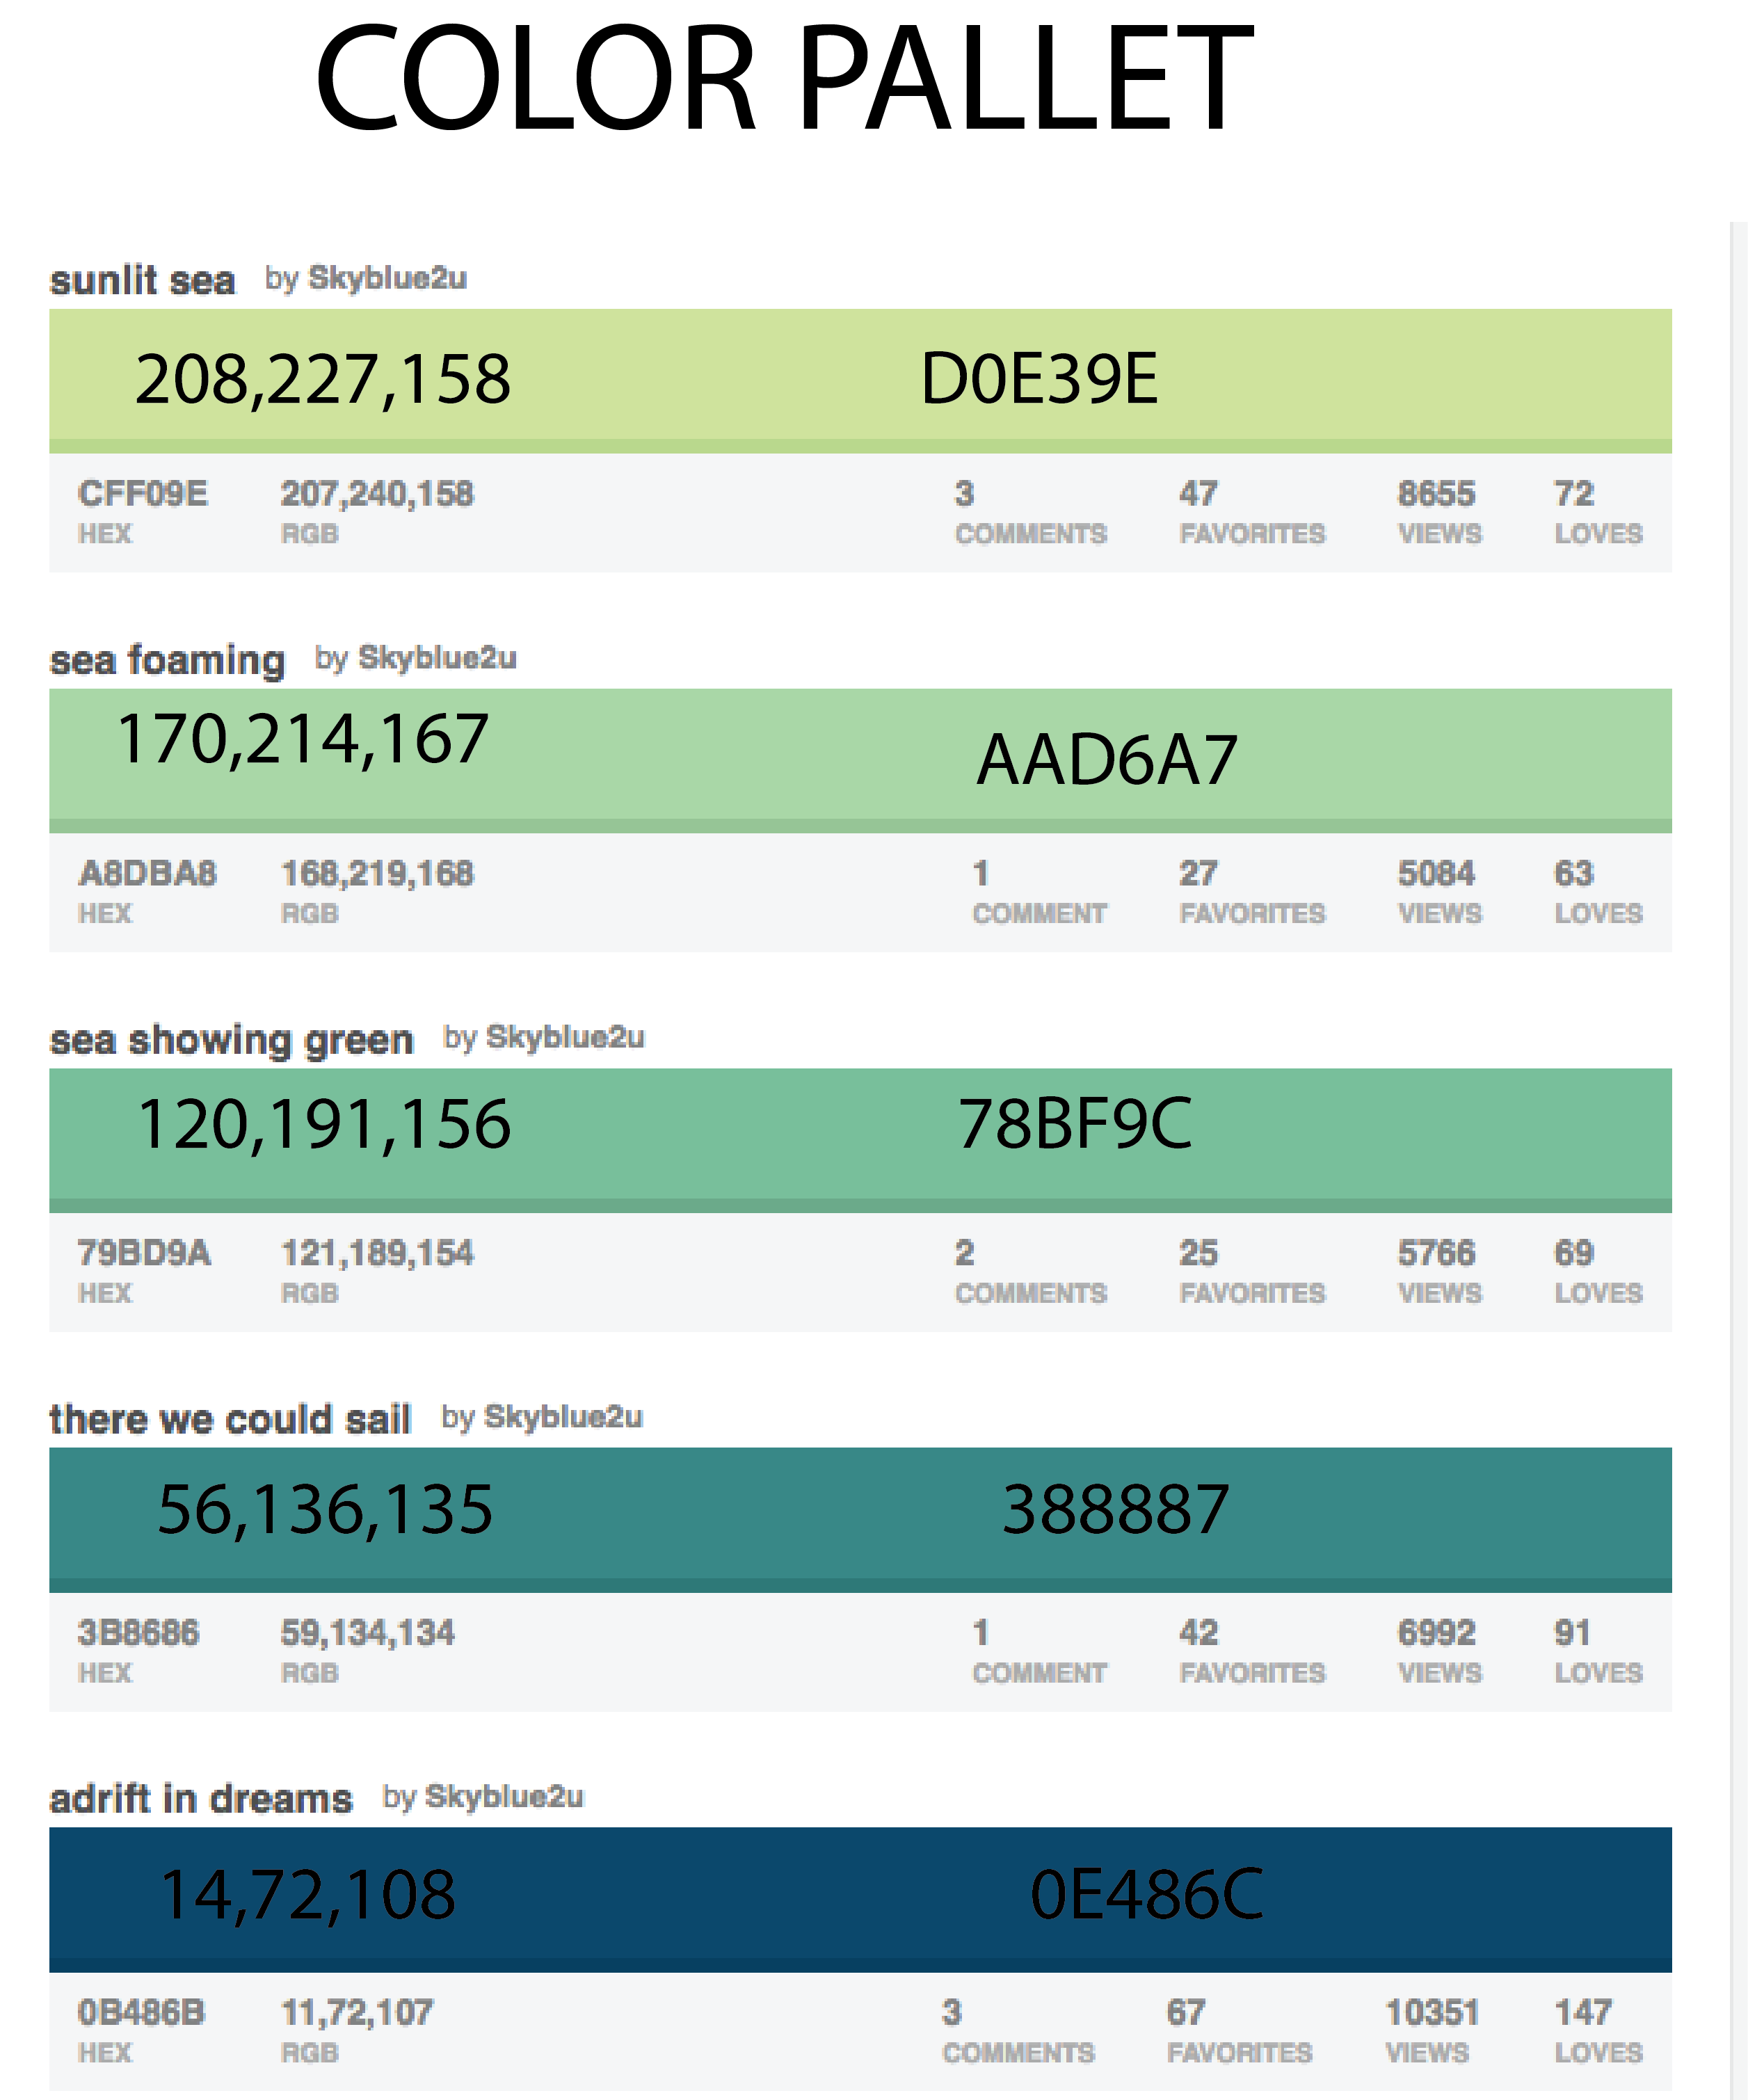 COLOR PALLET
sunlit sea by Skyblue2u
208,227,158 D0E39E
CFF09E 207,240,158 3 47 8655 72
HEX RGB COMMENTS FAVORITES VIEWS LOVES
sea foaming by Skyblue2u
170,214,167 AAD6A7
A8DBA8 168,219,168 1 27 5084 63
HEX RGB COMMENT FAVORITES VIEWS LOVES
sea showing green by Skyblue2u
120,191,156 78BF9C
79BD9A 121,189,154 2 25 5766 69
HEX RGB COMMENTS FAVORITES VIEWS LOVES
there we could sail by Skyblue2u
56,136,135 388887
3B8686 59,134,134 1 42 6992 91
HEX RGB COMMENT FAVORITES VIEWS LOVES
adrift in dreams by Skyblue2u
14,72,108 0E486C
0B486B 11,72,107 3 67 10351 147
HEX RGB COMMENTS FAVORITES VIEWS LOVES